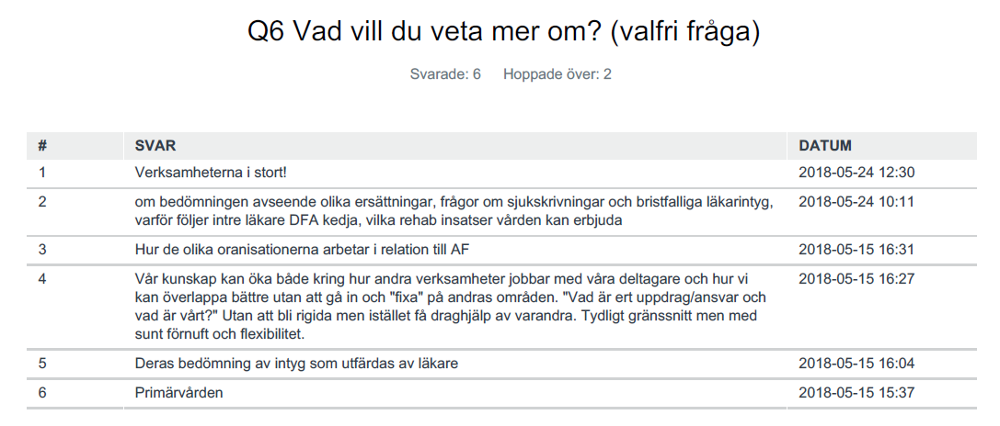 Q6 Vad vill du veta mer om? (valfri fråga)
Svarade: 6 Hoppade över: 2
# SVAR DATUM
1 Verksamheterna i stort! 2018-05-24 12:30
2 om bedömningen avseende olika ersättningar, frågor om sjukskrivningar och bristfalliga läkarintyg, 2018-05-24 10:11
varför följer intre läkare DFA kedja, vilka rehab insatser vården kan erbjuda
3 Hur de olika oranisationerna arbetar i relation till AF 2018-05-15 16:31
4 Vår kunskap kan öka både kring hur andra verksamheter jobbar med våra deltagare och hur vi 2018-05-15 16:27
kan överlappa bättre utan att gå in och "fixa" på andras områden. "Vad är ert uppdrag/ansvar och
vad är vårt?" Utan att bli rigida men istället få draghjälp av varandra. Tydligt gränssnitt men med
sunt förnuft och flexibilitet.
5 Deras bedömning av intyg som utfärdas av läkare 2018-05-15 16:04
6 Primärvården 2018-05-15 15:37